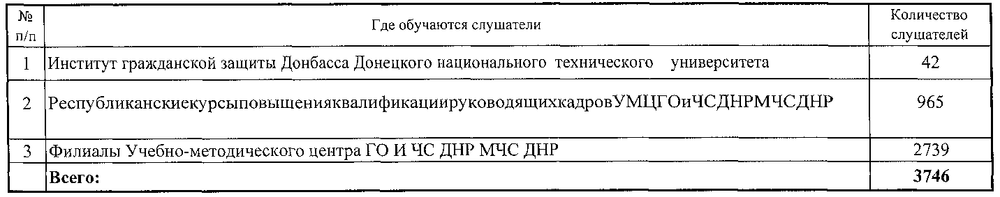 № п/п Где обучаются слушатели Количество слушателей
1 Институт гражданской защиты Донбасса Донецкого национального технического университета 42
2 РеспубликанскиекурсыповышенияквалификациируководящихкадровУМЦГОиЧСДНРМЧСДНР 965
3 Филиалы Учебно-методического центра ГО И ЧС ДНР МЧС ДНР 2739
Всего: 3746